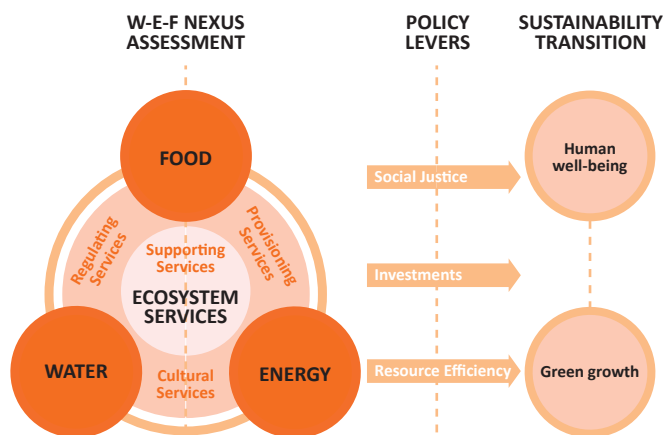 W-E-F NEXUS
ASSESSMENT
POLICY
LEVERS
SUSTAINABILITY
TRANSITION
FOOD
Regulating
Services
Provisioning
Services
Supporting
Services
ECOSYSTEM
SERVICES
WATER
ENERGY
Cultural
Services
Social Justice
Investments
Resource Efficiency
Human
well-being
Green growth